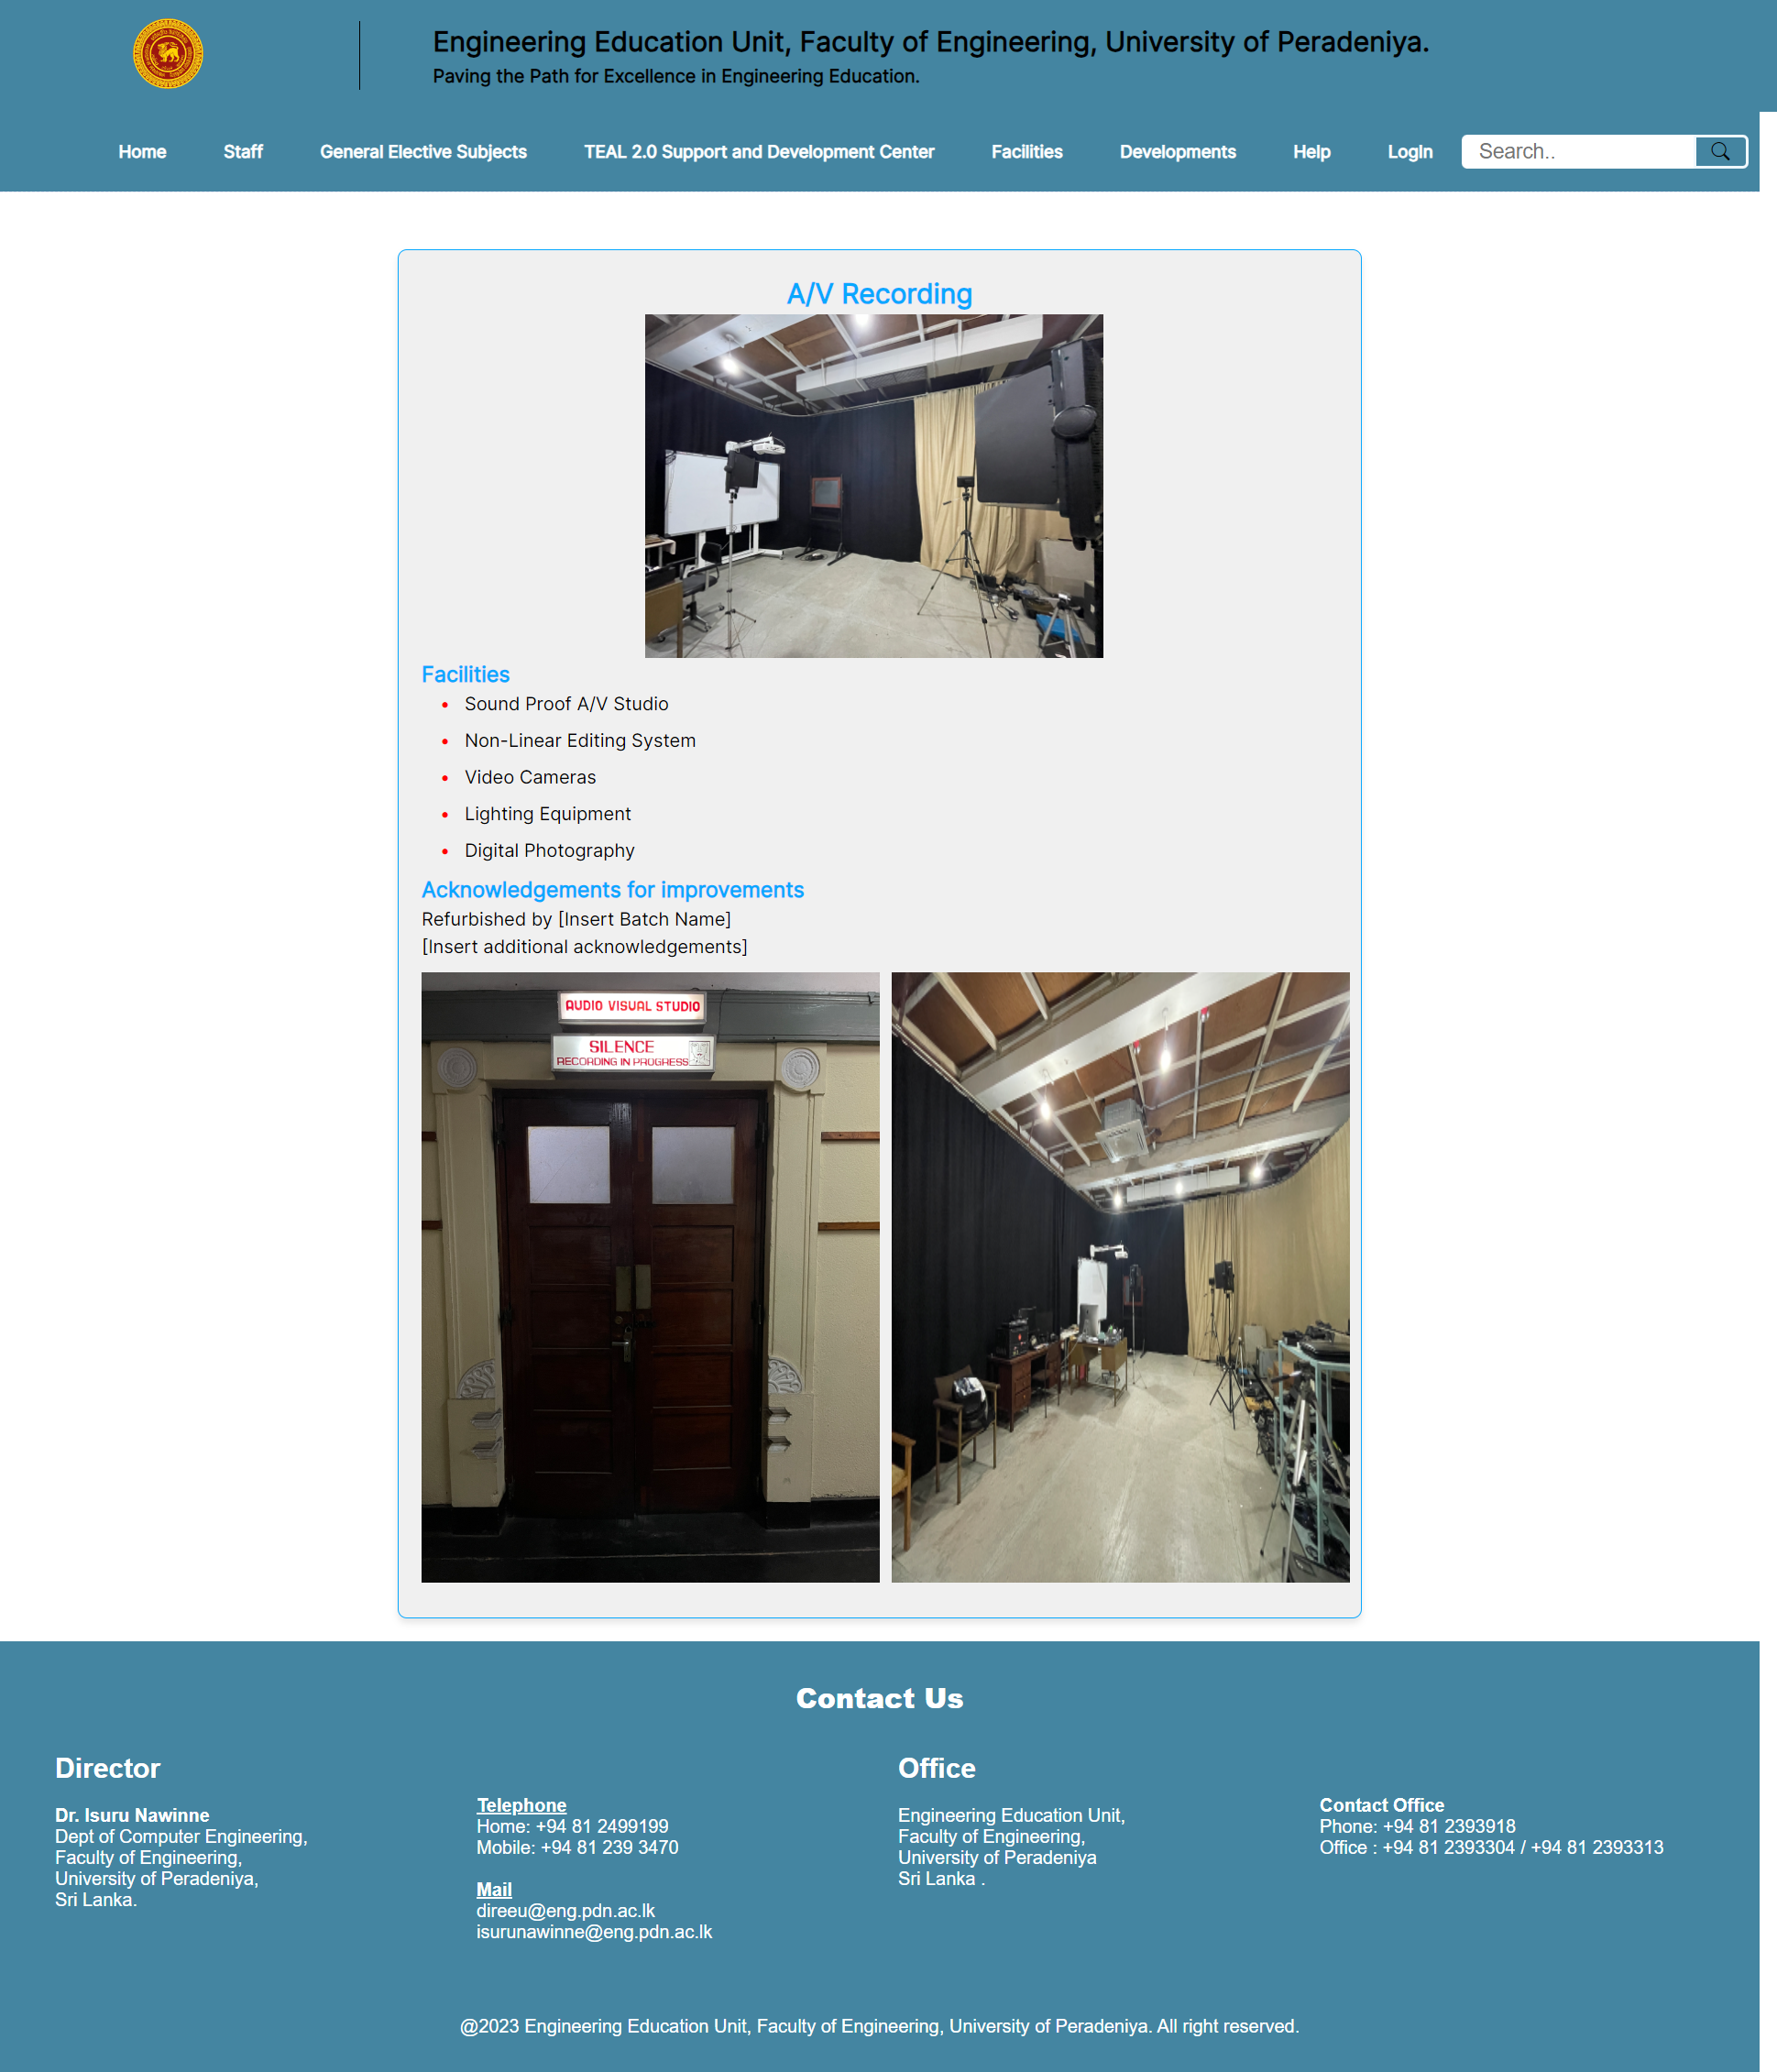 Engineering Education Unit, Faculty of Engineering, University of Peradeniya.
Paving the Path for Excellence in Engineering Education.
Home Staff General Elective Subjects TEAL 2.0 Support and Development Center Facilities Developments Help LogIn Search..
A/V Recording
Facilities
• Sound Proof A/V Studio
• Non-Linear Editing System
• Video Cameras
• Lighting Equipment
• Digital Photography
Acknowledgements for improvements
Refurbished by [Insert Batch Name]
[Insert additional acknowledgements]
AUDIO VISUAL STUDIO
SILENCE
RECORDING IN PROGRESS
Contact Us
Director
Dr. Isuru Nawinne
Dept of Computer Engineering,
Faculty of Engineering,
University of Peradeniya,
Sri Lanka.
Telephone
Home: +94 81 2499199
Mobile: +94 81 239 3470
Mail
direeu@eng.pdn.ac.lk
isurunawinne@eng.pdn.ac.lk
Office
Engineering Education Unit,
Faculty of Engineering,
University of Peradeniya
Sri Lanka .
Contact Office
Phone: +94 81 2393918
Office : +94 81 2393304 / +94 81 2393313
@2023 Engineering Education Unit, Faculty of Engineering, University of Peradeniya. All right reserved.